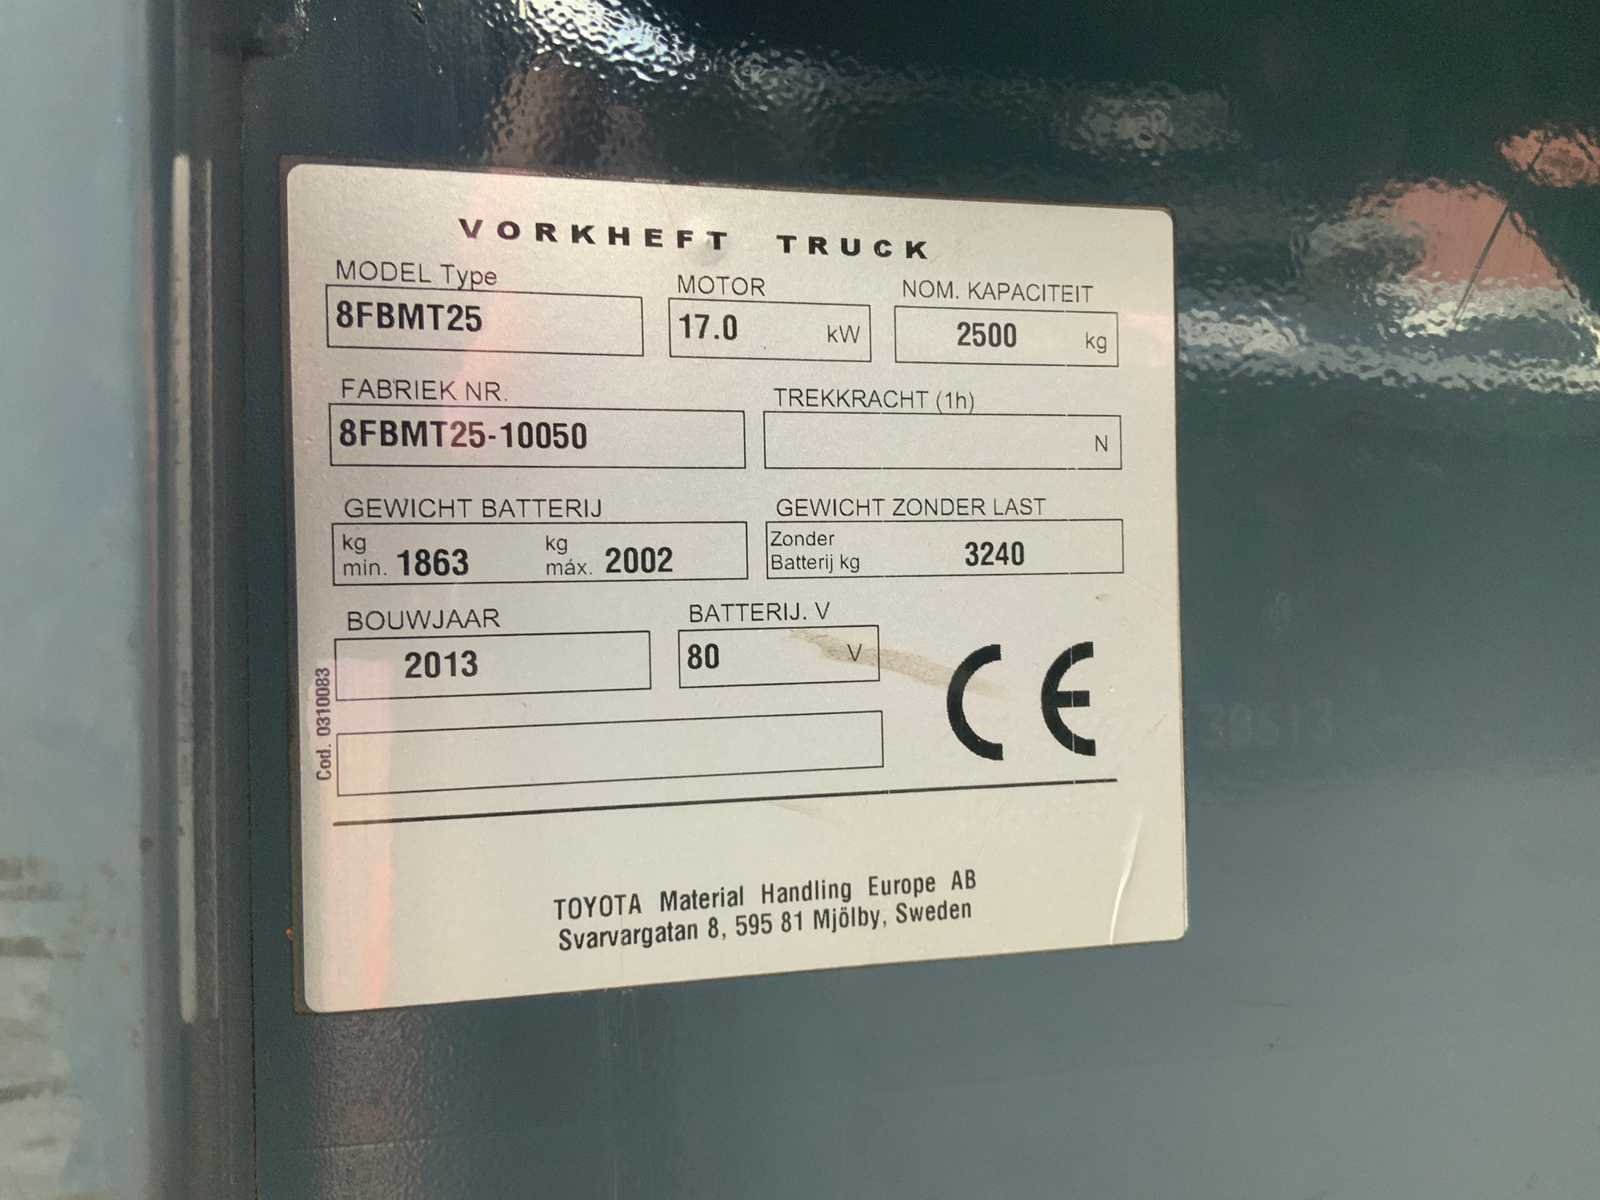 VORKHEFT TRUCK
MODEL Type
8FBMT25
MOTOR
17.0 kW
NOM. KAPACITEIT
2500 kg
FABRIEK NR.
8FBMT25-10050
TREKKRACHT (1h)
N
GEWICHT BATTERIJ
kg min. 1863 kg máx. 2002
GEWICHT ZONDER LAST
Zonder
Batterij kg 3240
BOUWJAAR
2013
BATTERIJ. V
80 V
CE
Cod. 0310083
TOYOTA Material Handling Europe AB
Svarvargatan 8, 595 81 Mjölby, Sweden